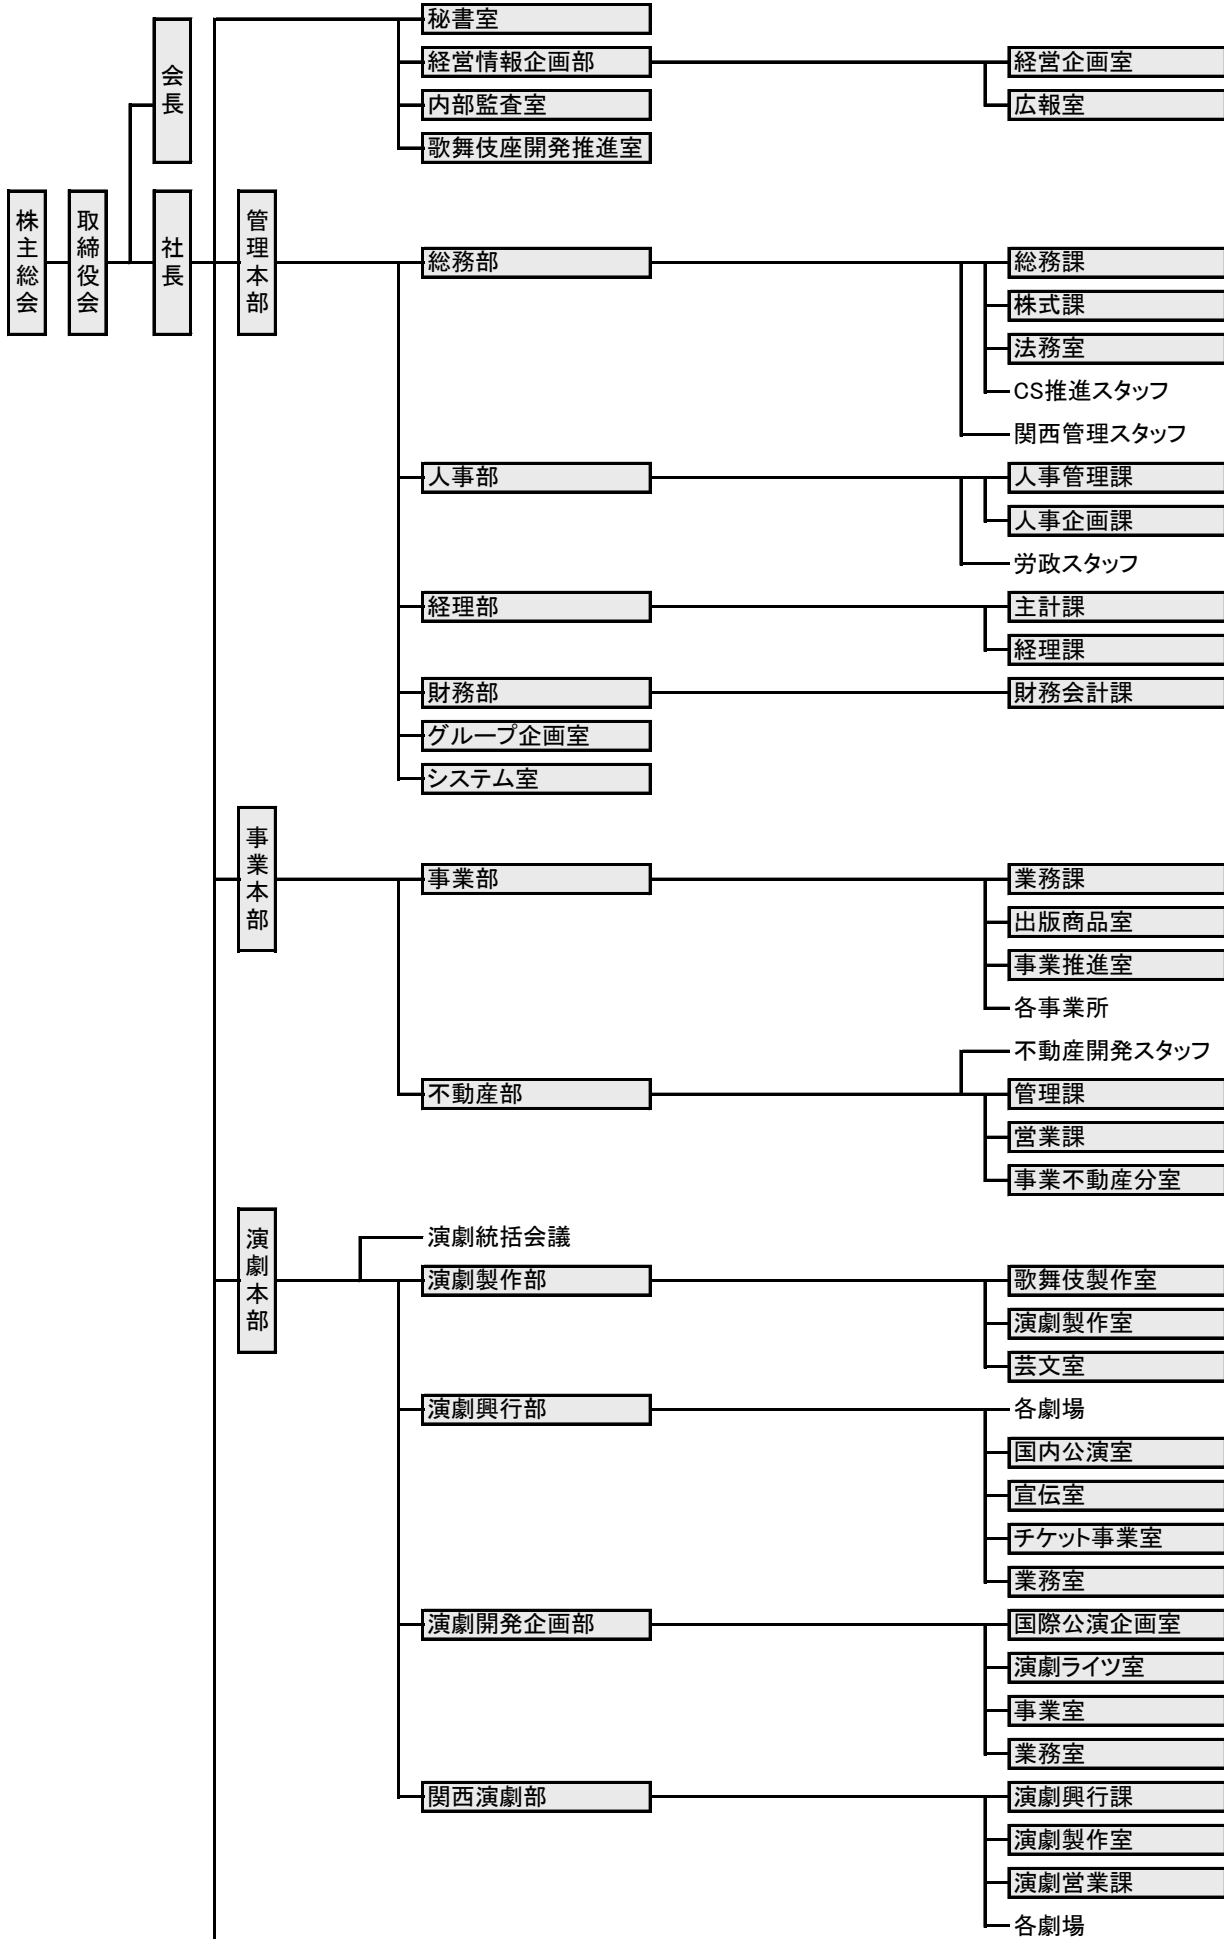 株主総会
取締役会
会長
社長
秘書室
経営情報企画部
経営企画室
広報室
内部監査室
歌舞伎座開発推進室
管理本部
総務部
総務課
株式課
法務室
CS推進スタッフ
関西管理スタッフ
人事部
人事管理課
人事企画課
労政スタッフ
経理部
主計課
経理課
財務部
財務会計課
グループ企画室
システム室
事業本部
事業部
業務課
出版商品室
事業推進室
各事業所
不動産開発スタッフ
不動産部
管理課
営業課
事業不動産分室
演劇本部
演劇統括会議
演劇製作部
歌舞伎製作室
演劇製作室
芸文室
演劇興行部
各劇場
国内公演室
宣伝室
チケット事業室
業務室
演劇開発企画部
国際公演企画室
演劇ライツ室
事業室
業務室
関西演劇部
演劇興行課
演劇製作室
演劇営業課
各劇場